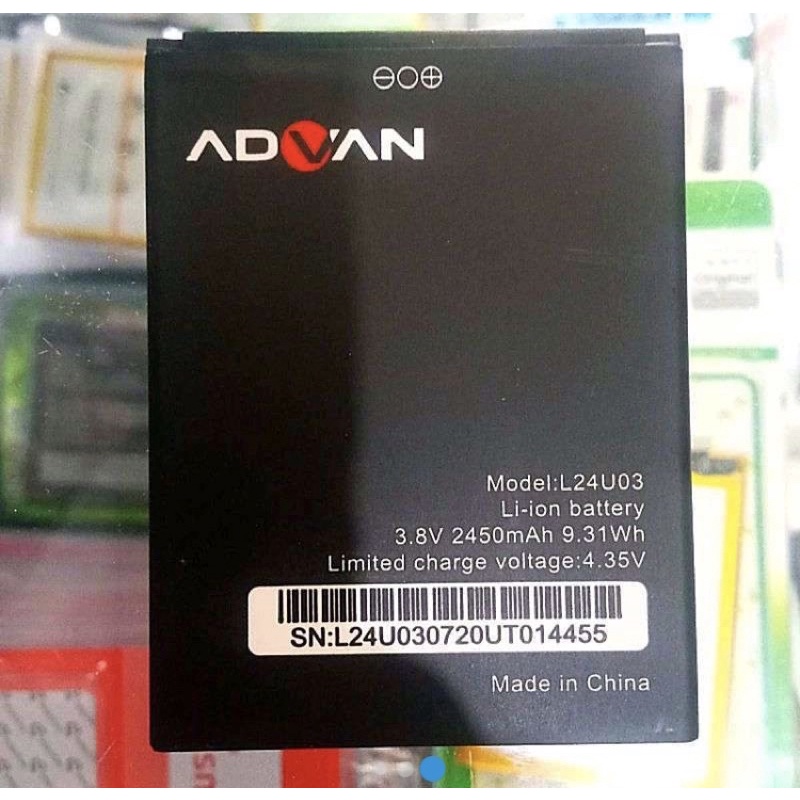 ⊖○⊕
ADVAN
Model:L24U03
Li-ion battery
3.8V 2450mAh 9.31Wh
Limited charge voltage:4.35V
SN:L24U030720UT014455
Made in China